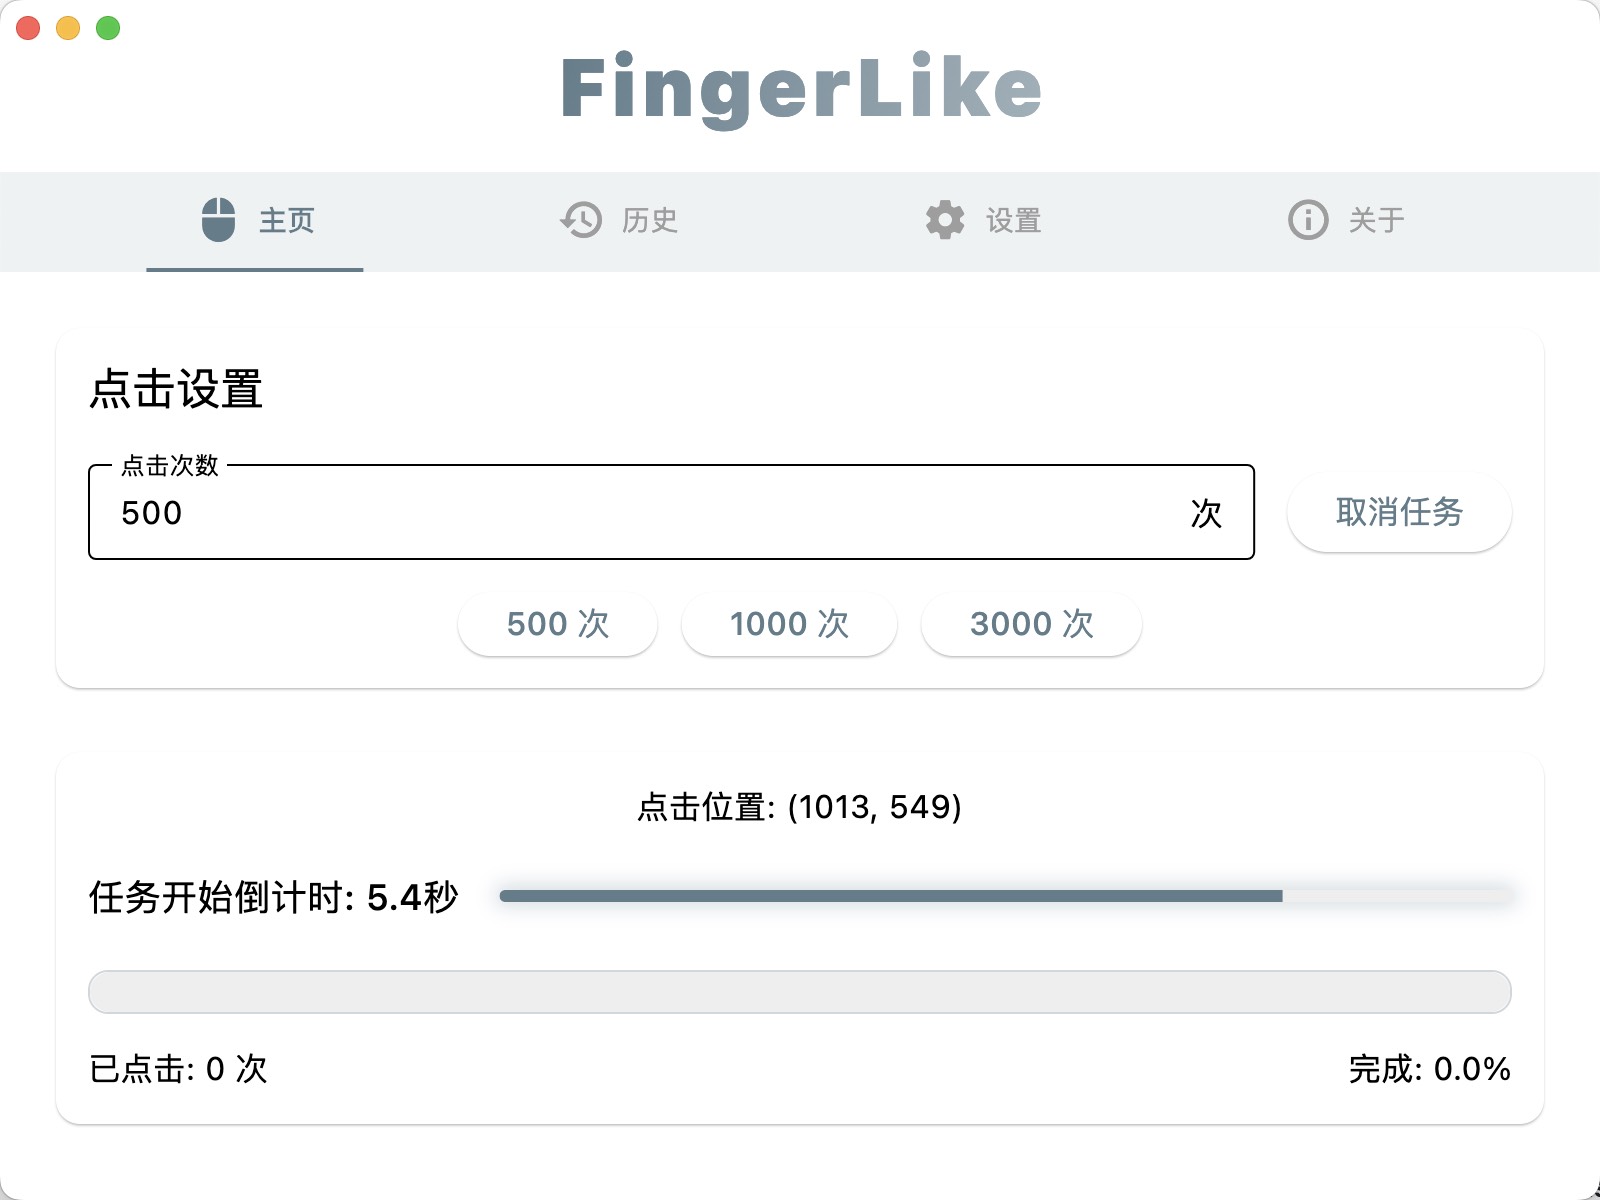 FingerLike
主页 历史 设置 关于
点击设置
点击次数
500 次
取消任务
500 次 1000 次 3000 次
点击位置: (1013, 549)
任务开始倒计时: 5.4秒
已点击: 0 次 完成: 0.0%